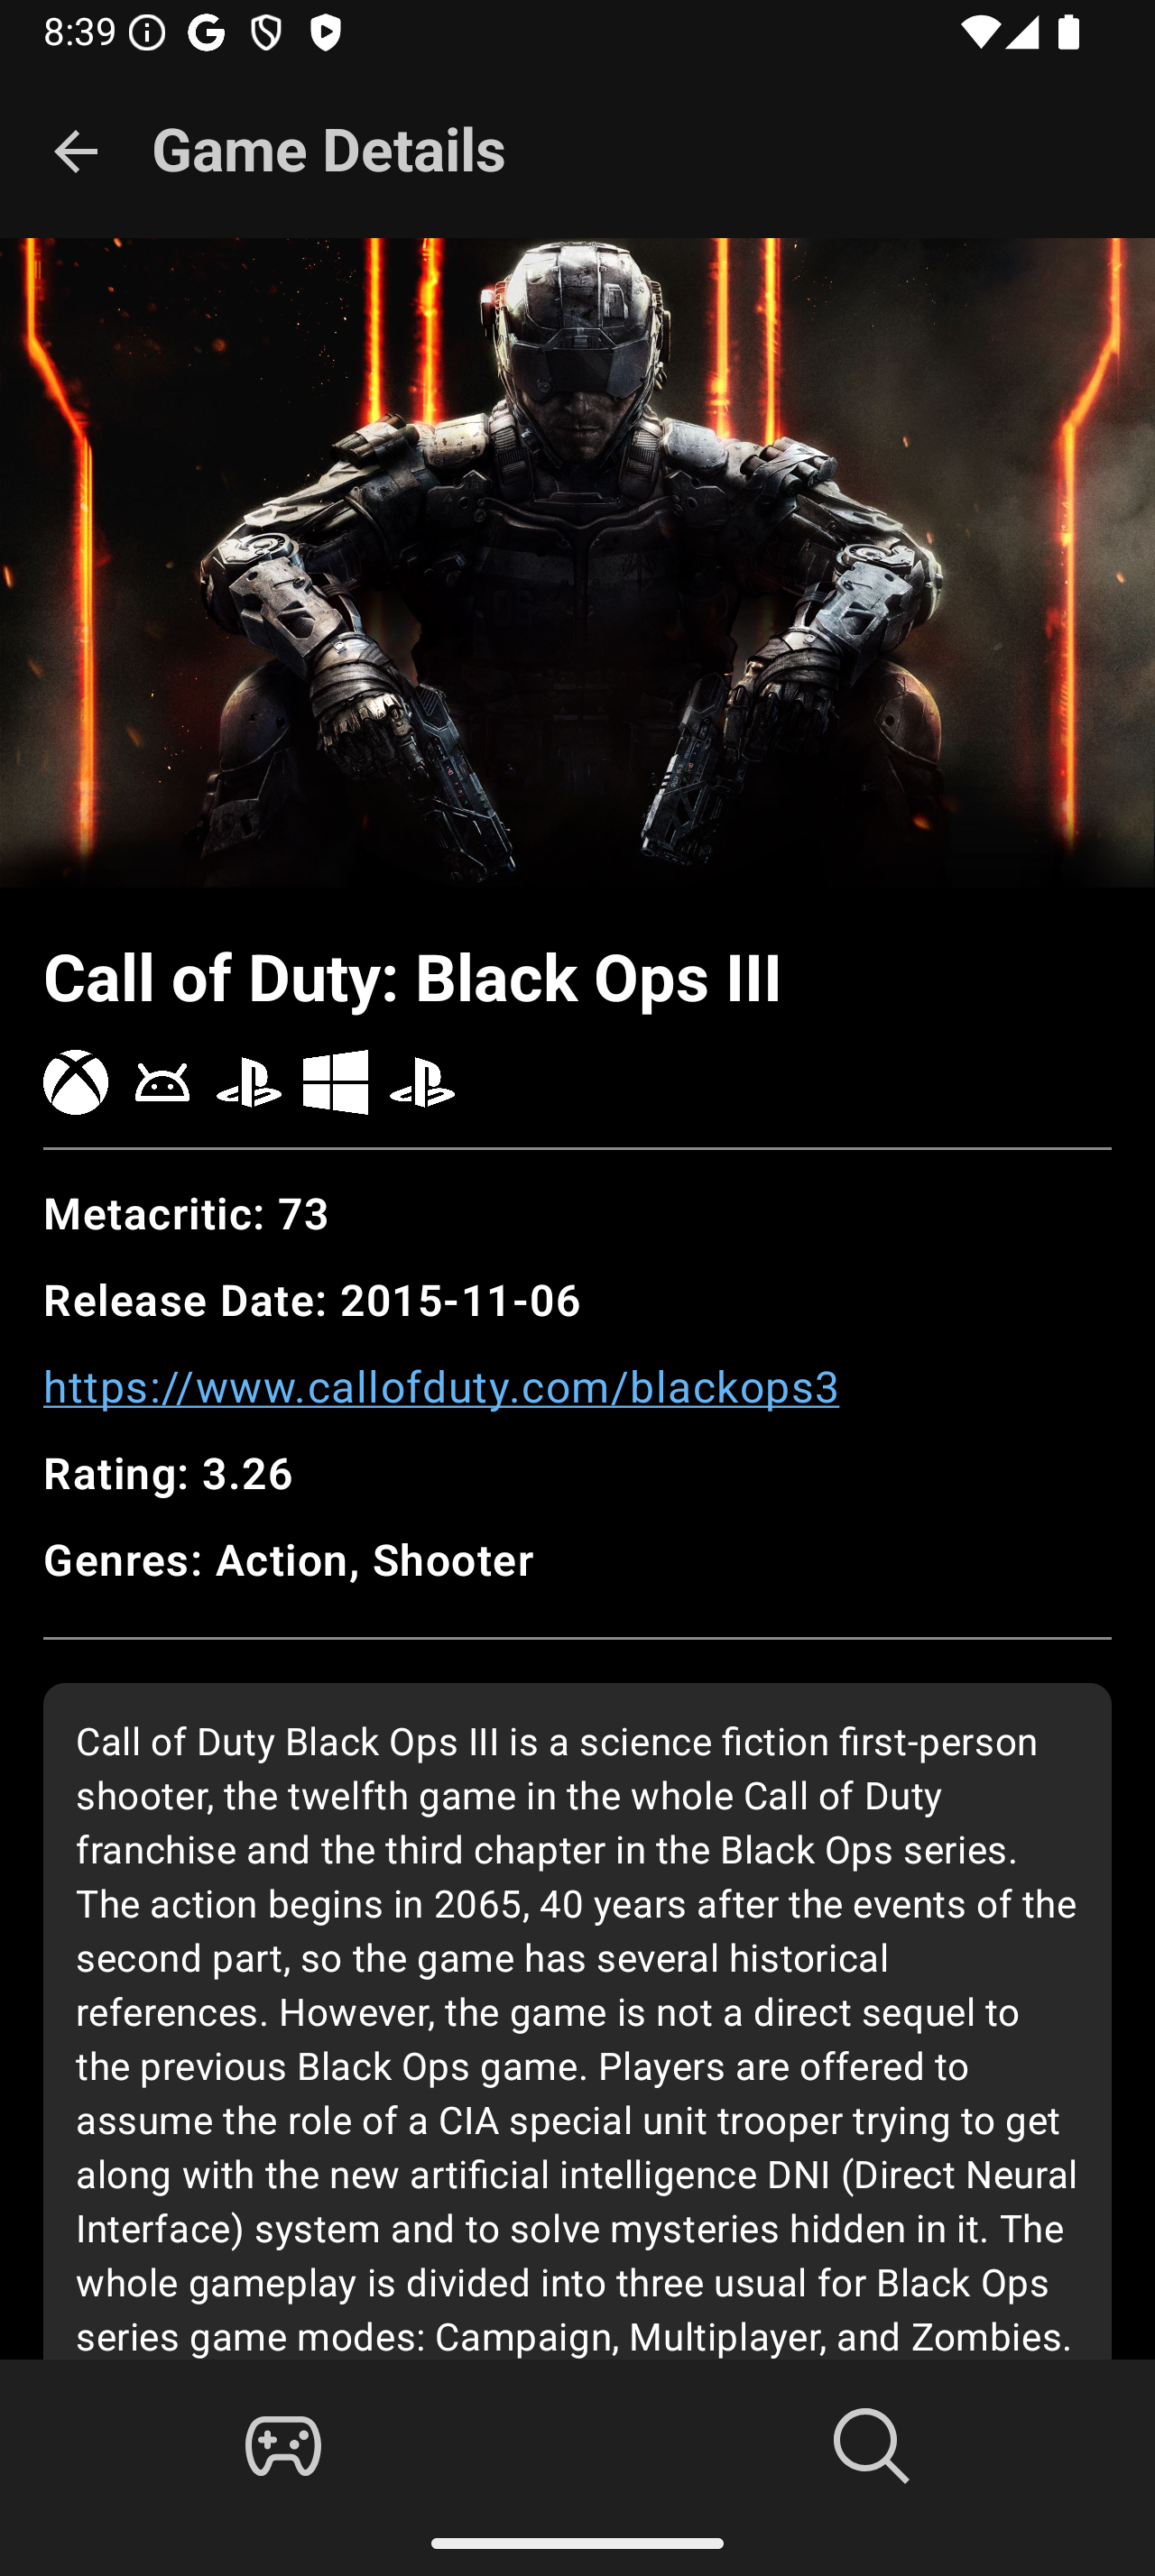 8:39
Game Details
Call of Duty: Black Ops III
Metacritic: 73
Release Date: 2015-11-06
https://www.callofduty.com/blackops3
Rating: 3.26
Genres: Action, Shooter
Call of Duty Black Ops III is a science fiction first-person
shooter, the twelfth game in the whole Call of Duty
franchise and the third chapter in the Black Ops series.
The action begins in 2065, 40 years after the events of the
second part, so the game has several historical
references. However, the game is not a direct sequel to
the previous Black Ops game. Players are offered to
assume the role of a CIA special unit trooper trying to get
along with the new artificial intelligence DNI (Direct Neural
Interface) system and to solve mysteries hidden in it. The
whole gameplay is divided into three usual for Black Ops
series game modes: Campaign, Multiplayer, and Zombies.